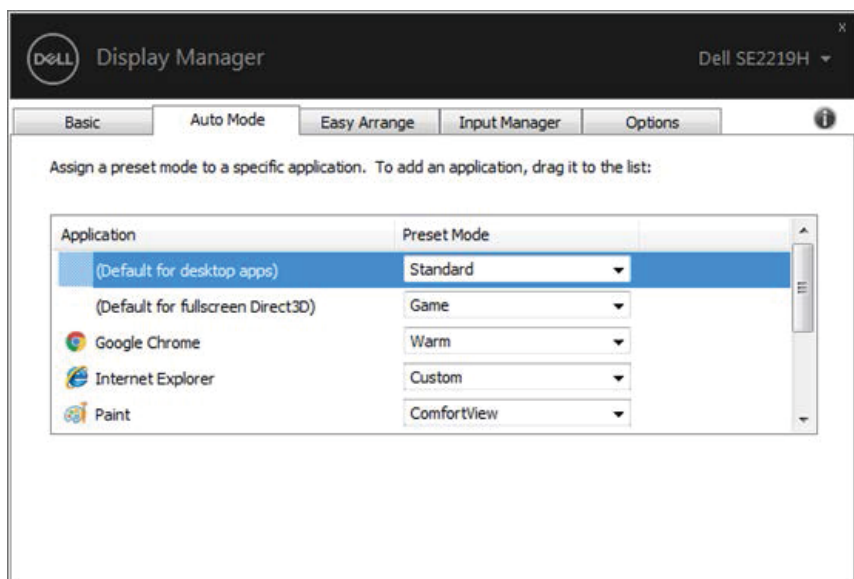 x
DELL Display Manager Dell SE2219H
Basic Auto Mode Easy Arrange Input Manager Options i
Assign a preset mode to a specific application. To add an application, drag it to the list:
Application Preset Mode
(Default for desktop apps) Standard
(Default for fullscreen Direct3D) Game
Google Chrome Warm
Internet Explorer Custom
Paint ComfortView